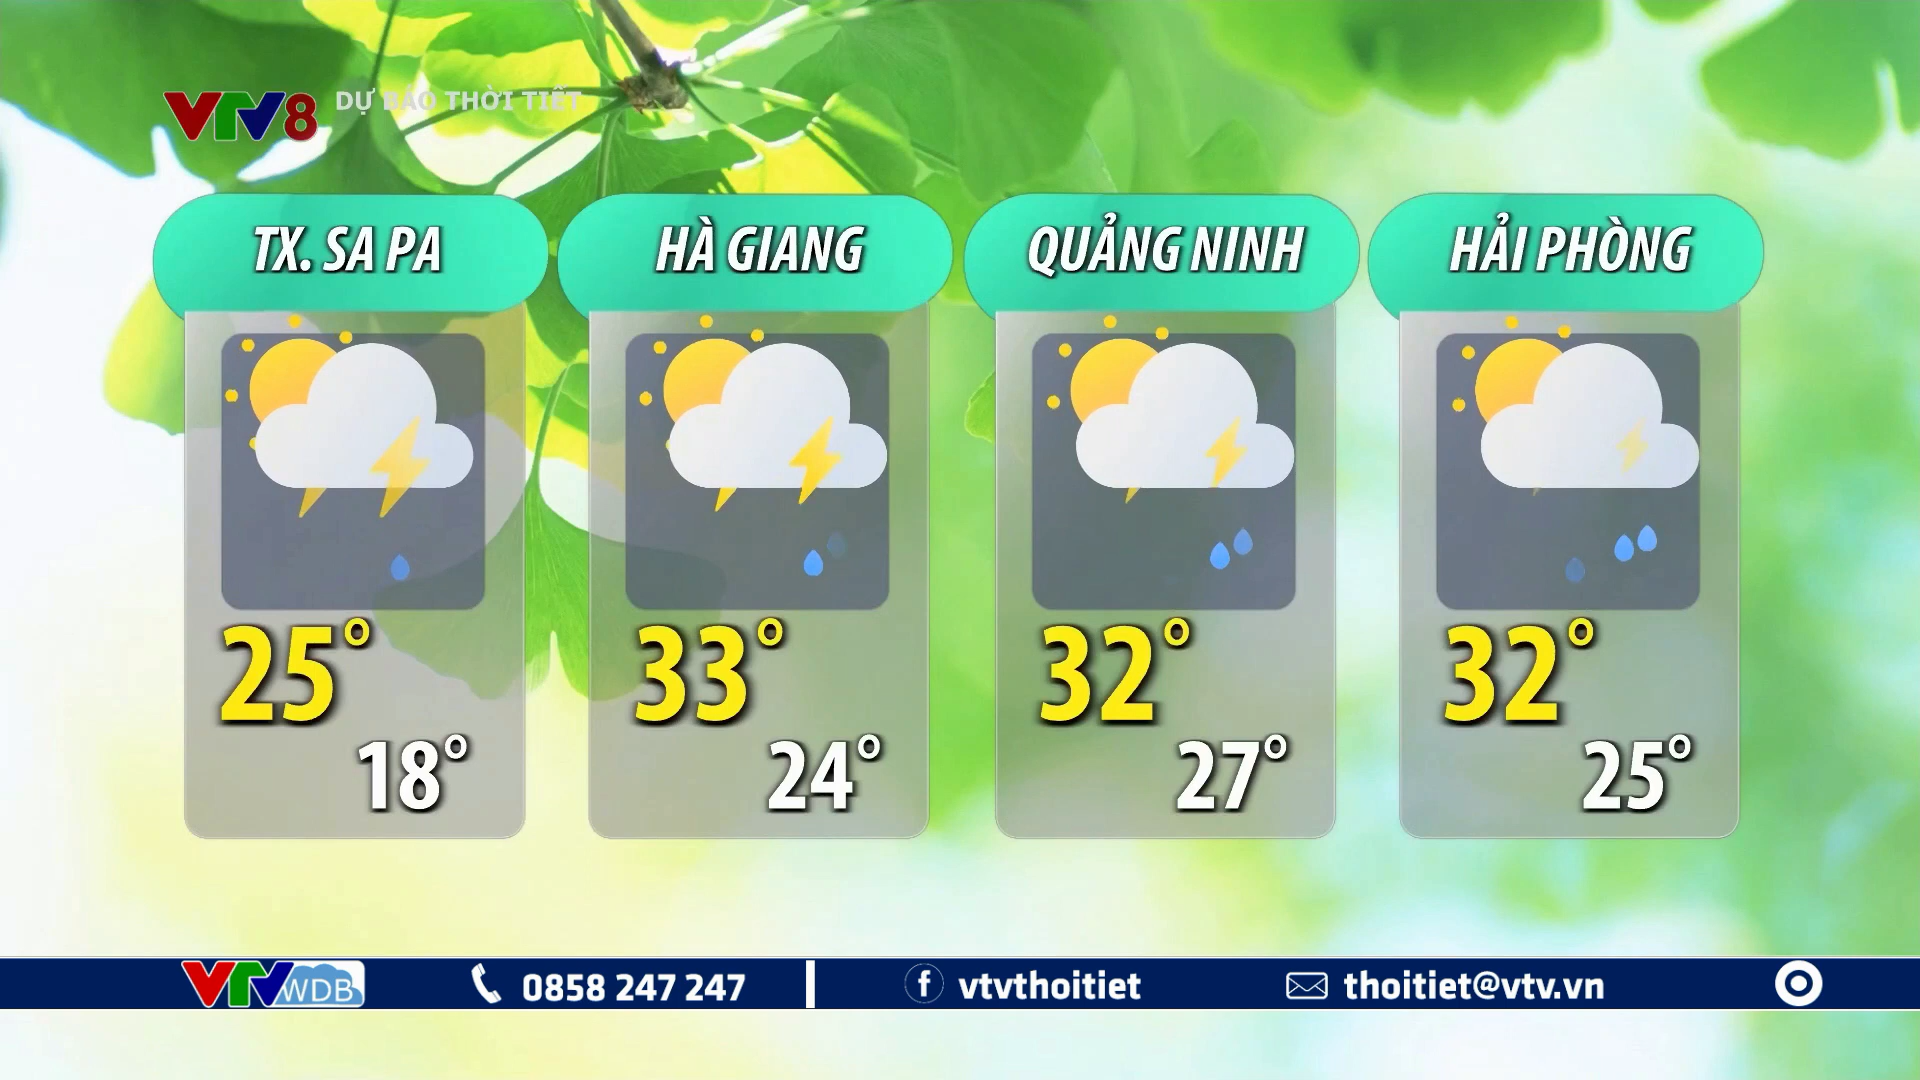 VTV8 DỰ BÁO THỜI TIẾT
TX. SA PA
HÀ GIANG
QUẢNG NINH
HẢI PHÒNG
25°
33°
32°
32°
18°
24°
27°
25°
VTV WDB 0858 247 247 f vtvthoitiet thoitiet@vtv.vn